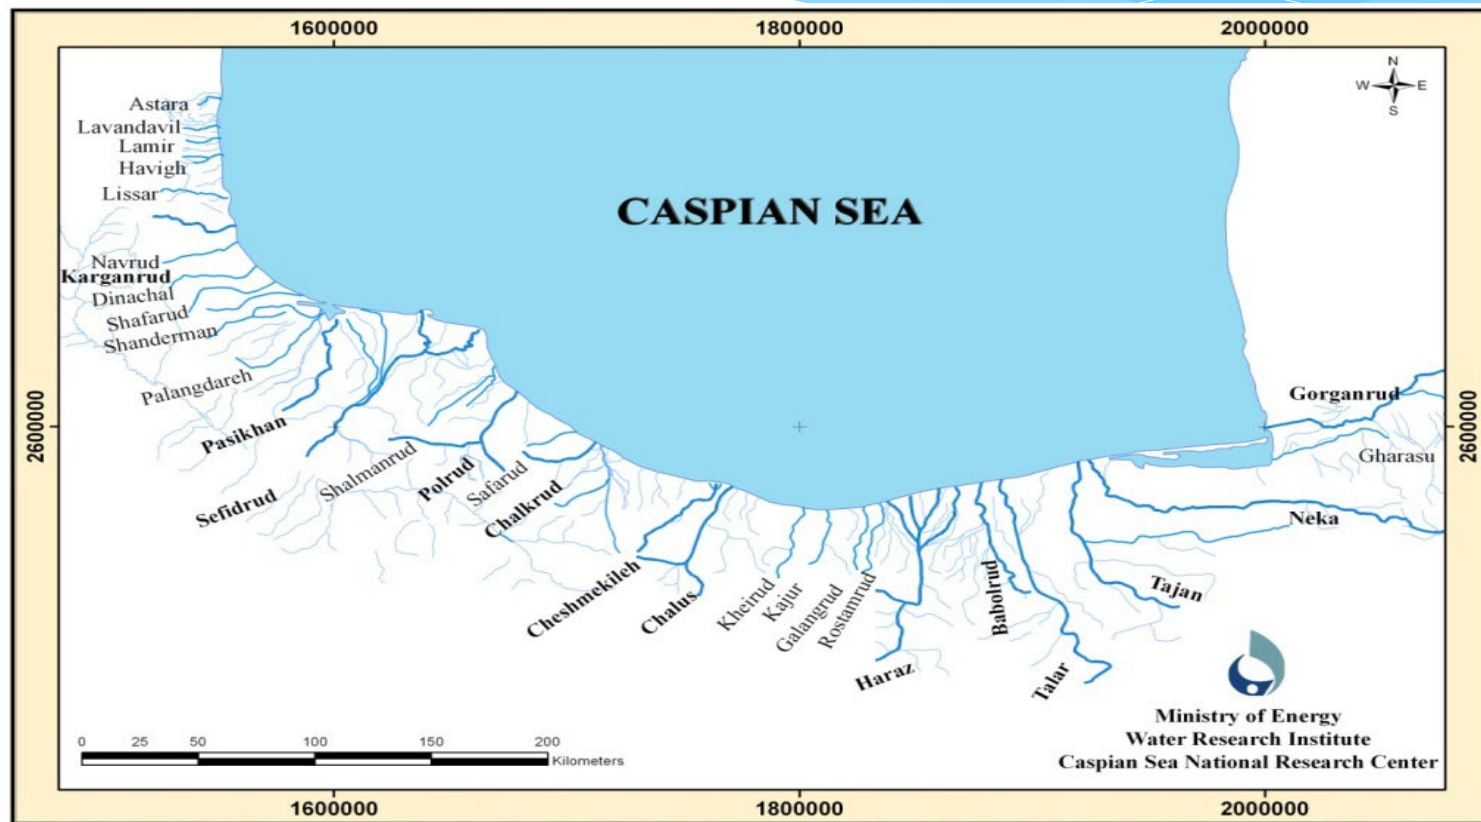 1600000
1800000
2000000
N
W
E
S
Astara
Lavandavil
Lamir
Havigh
Lissar
CASPIAN SEA
Navrud
Karganrud
Dinachal
Shafarud
Shanderman
Palangdareh
Pasikhan
Sefidrud
Shalmanrud
Polrud
Safarud
Chalkrud
Cheshmekileh
Chalus
Kheirud
Kajur
Galangrud
Rostamrud
Haraz
Babolrud
Talar
Tajan
Neka
Gharasu
Gorganrud
2600000
2600000
0 25 50 100 150 200
Kilometers
Ministry of Energy
Water Research Institute
Caspian Sea National Research Center
1600000
1800000
2000000